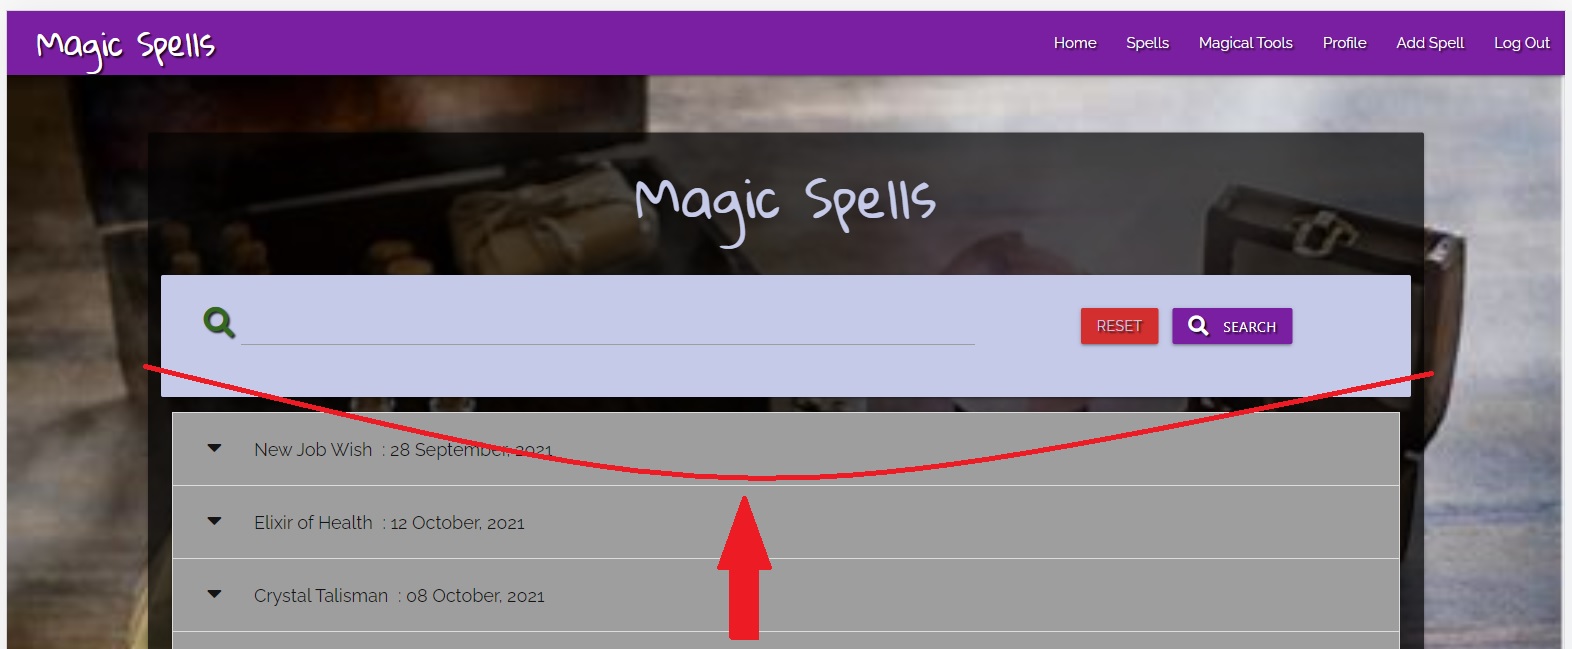 Magic Spells
Home Spells Magical Tools Profile Add Spell Log Out
Magic Spells
RESET SEARCH
New Job Wish : 28 September, 2021
Elixir of Health : 12 October, 2021
Crystal Talisman : 08 October, 2021